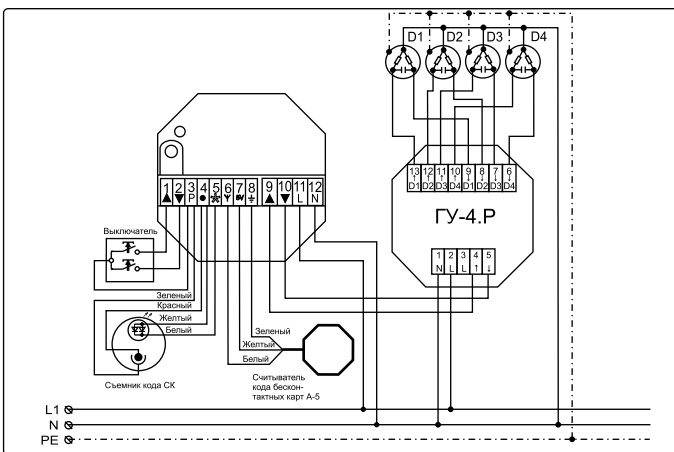 D1 D2 D3 D4
13 12 11 10 9 8 7 6
↑ ↑ ↑ ↑ ↓ ↓ ↓ ↓
D1 D2 D3 D4 D1 D2 D3 D4
ГУ-4.Р
1 2 3 4 5
N L L ↑ ↓
1 2 3 4 5 6 7 8 9 10 11 12
▲ ▼ P ● ▲ ▼ L N
Выключатель
Зеленый
Красный
Желтый
Белый
Съемник кода СК
Зеленый
Желтый
Белый
Считыватель
кода бескон-
тактных карт А-5
L1
N
PE